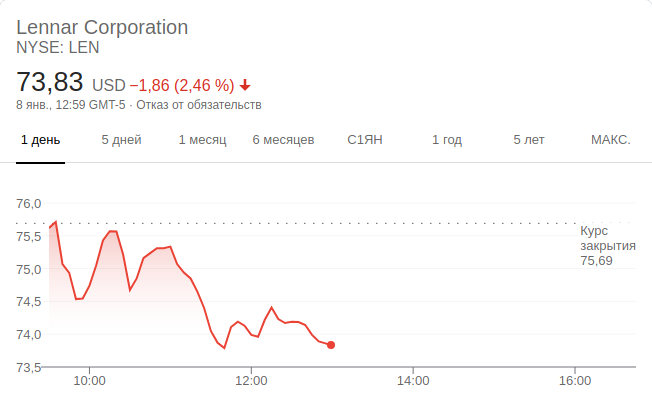 Lennar Corporation
NYSE: LEN
73,83 USD −1,86 (2,46 %)
8 янв., 12:59 GMT-5 · Отказ от обязательств
1 день 5 дней 1 месяц 6 месяцев С1ЯН 1 год 5 лет МАКС.
76,0
75,5
75,0
74,5
74,0
73,5
Курс
закрытия
75,69
10:00 12:00 14:00 16:00